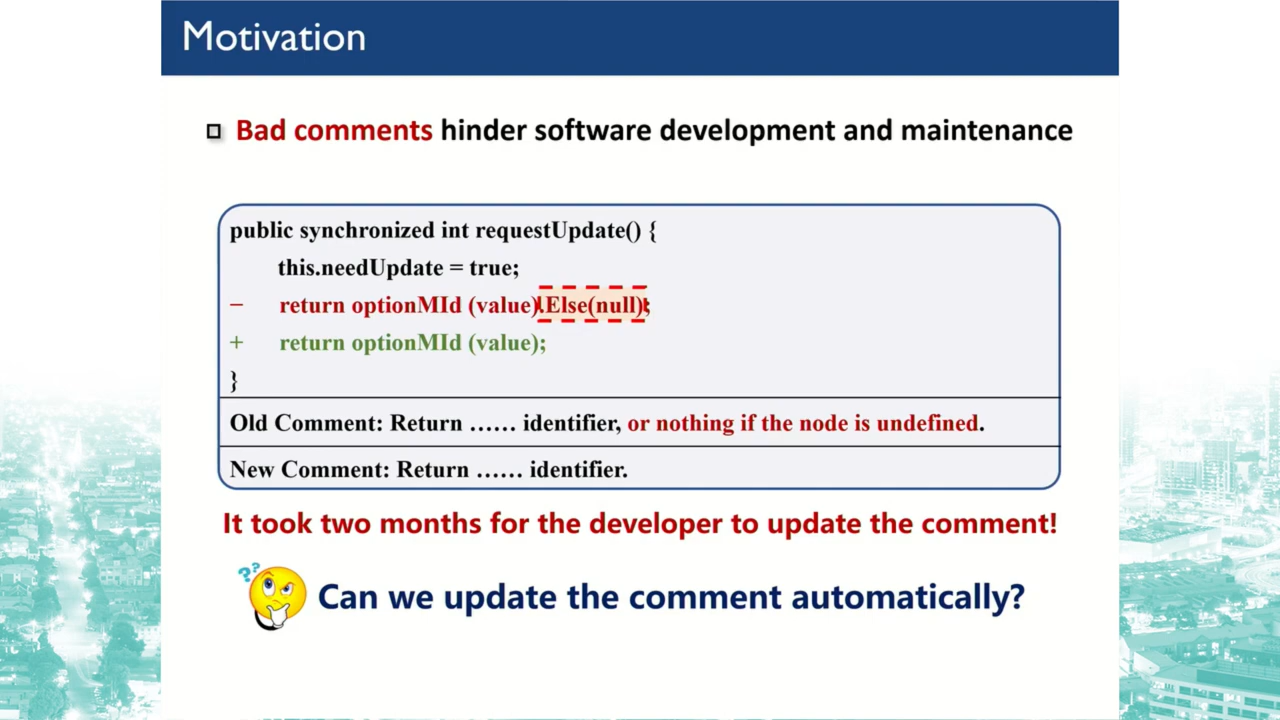 Motivation
Bad comments hinder software development and maintenance
public synchronized int requestUpdate() {
this.needUpdate = true;
− return optionMId (value).Else(null);
+ return optionMId (value);
}
Old Comment: Return …… identifier, or nothing if the node is undefined.
New Comment: Return …… identifier.
It took two months for the developer to update the comment!
??
Can we update the comment automatically?